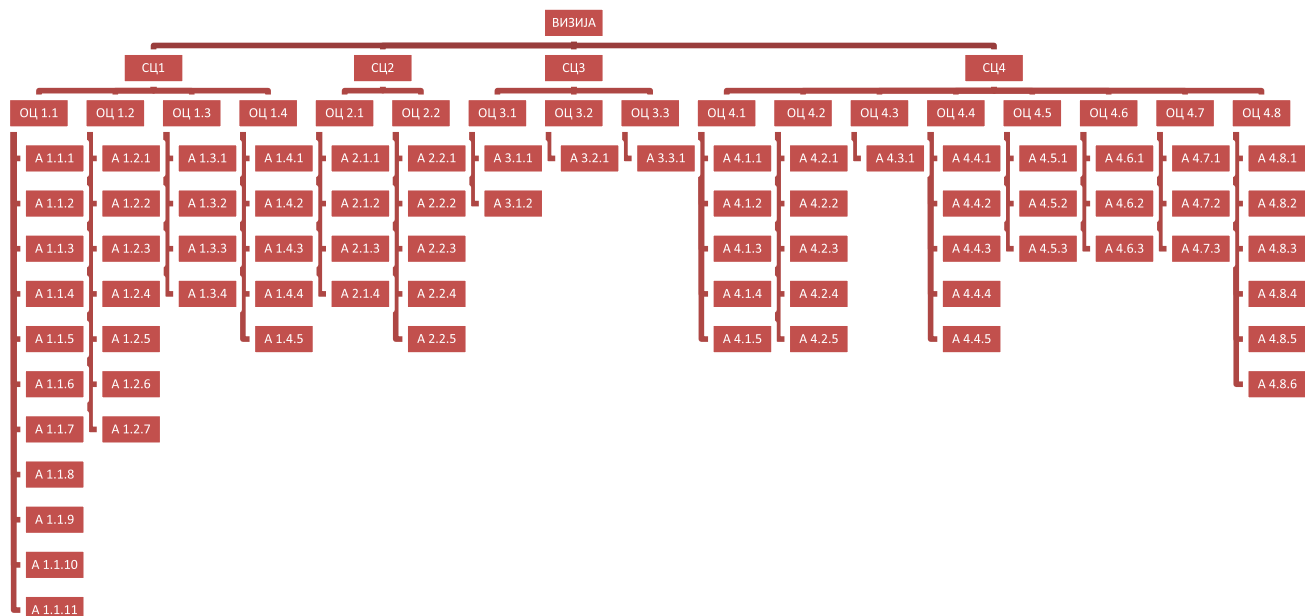 ВИЗИЈА
СЦ1 СЦ2 СЦ3 СЦ4
ОЦ 1.1 ОЦ 1.2 ОЦ 1.3 ОЦ 1.4 ОЦ 2.1 ОЦ 2.2 ОЦ 3.1 ОЦ 3.2 ОЦ 3.3 ОЦ 4.1 ОЦ 4.2 ОЦ 4.3 ОЦ 4.4 ОЦ 4.5 ОЦ 4.6 ОЦ 4.7 ОЦ 4.8
А 1.1.1 А 1.2.1 А 1.3.1 А 1.4.1 А 2.1.1 А 2.2.1 А 3.1.1 А 3.2.1 А 3.3.1 А 4.1.1 А 4.2.1 А 4.3.1 А 4.4.1 А 4.5.1 А 4.6.1 А 4.7.1 А 4.8.1
А 1.1.2 А 1.2.2 А 1.3.2 А 1.4.2 А 2.1.2 А 2.2.2 А 3.1.2 А 4.1.2 А 4.2.2 А 4.4.2 А 4.5.2 А 4.6.2 А 4.7.2 А 4.8.2
А 1.1.3 А 1.2.3 А 1.3.3 А 1.4.3 А 2.1.3 А 2.2.3 А 4.1.3 А 4.2.3 А 4.4.3 А 4.5.3 А 4.6.3 А 4.7.3 А 4.8.3
А 1.1.4 А 1.2.4 А 1.3.4 А 1.4.4 А 2.1.4 А 2.2.4 А 4.1.4 А 4.2.4 А 4.4.4 А 4.8.4
А 1.1.5 А 1.2.5 А 1.4.5 А 2.2.5 А 4.1.5 А 4.2.5 А 4.4.5 А 4.8.5
А 1.1.6 А 1.2.6 А 4.8.6
А 1.1.7 А 1.2.7
А 1.1.8
А 1.1.9
А 1.1.10
А 1.1.11